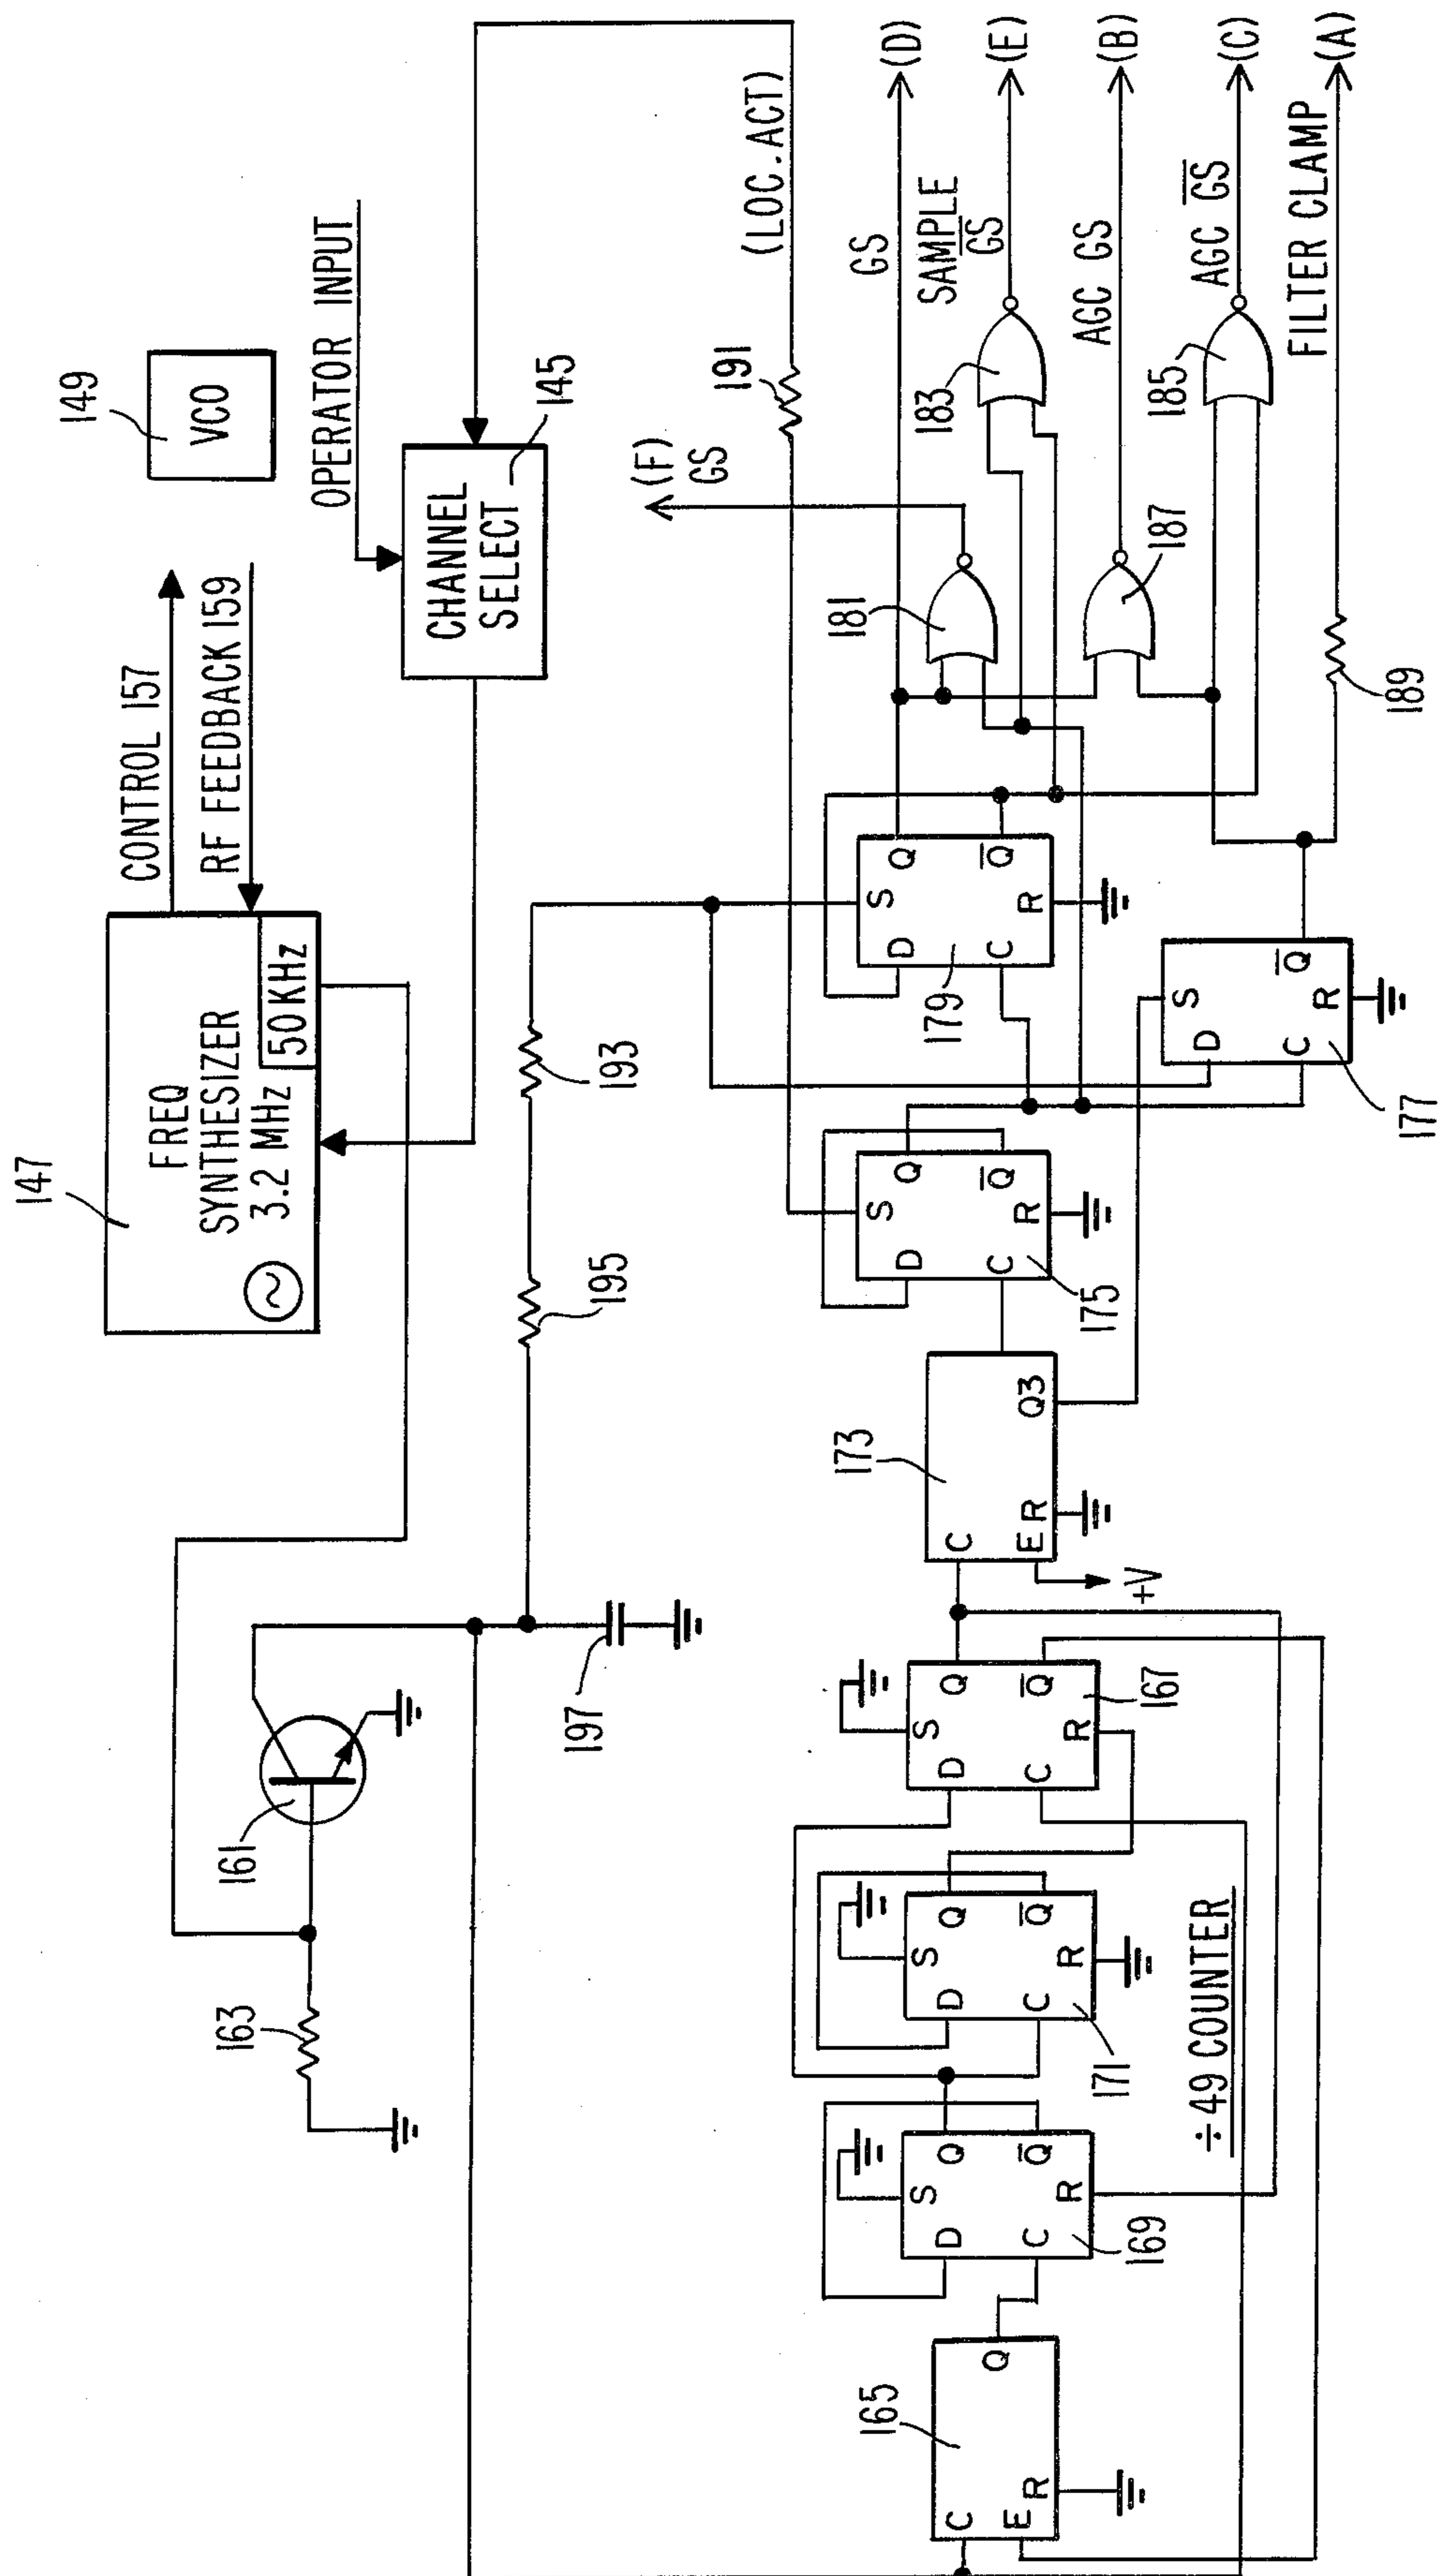 147
FREQ
SYNTHESIZER
3.2 MHz
50 KHz
CONTROL 157
RF FEEDBACK 159
149
VCO
OPERATOR INPUT
CHANNEL
SELECT
145
161
163
197
195
193
191
(LOC. ACT)
(F)
GS
GS
(D)
SAMPLE
G̅S̅
(E)
AGC GS
(B)
AGC G̅S̅
(C)
FILTER CLAMP
(A)
181
183
187
185
189
165
C
E
R
Q
169
D
S
Q
C
R
Q̅
171
D
S
Q
C
R
Q̅
167
D
S
Q
C
R
Q̅
÷ 49 COUNTER
+V
173
C
E
R
Q3
175
D
S
Q
C
R
Q̅
179
D
S
Q
C
R
Q̅
177
D
S
C
R
Q̅